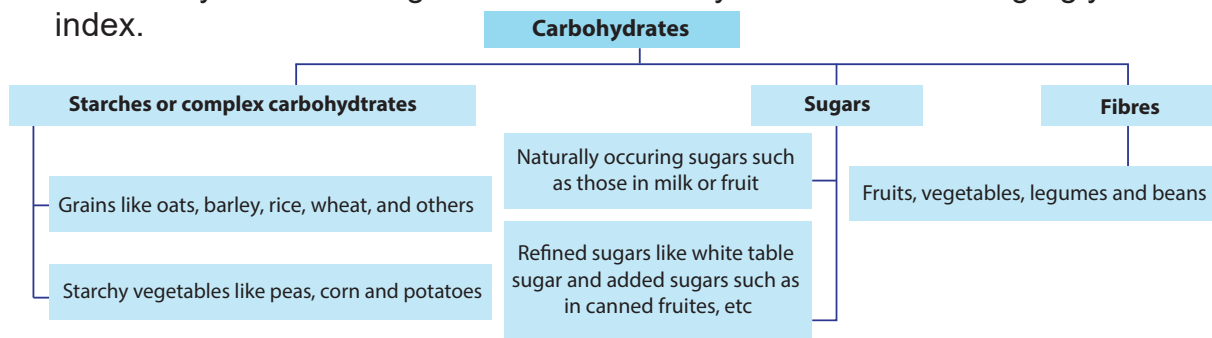 index.
Carbohydrates
Starches or complex carbohydtrates
Sugars
Fibres
Naturally occuring sugars such
as those in milk or fruit
Fruits, vegetables, legumes and beans
Grains like oats, barley, rice, wheat, and others
Refined sugars like white table
sugar and added sugars such as
in canned fruites, etc
Starchy vegetables like peas, corn and potatoes